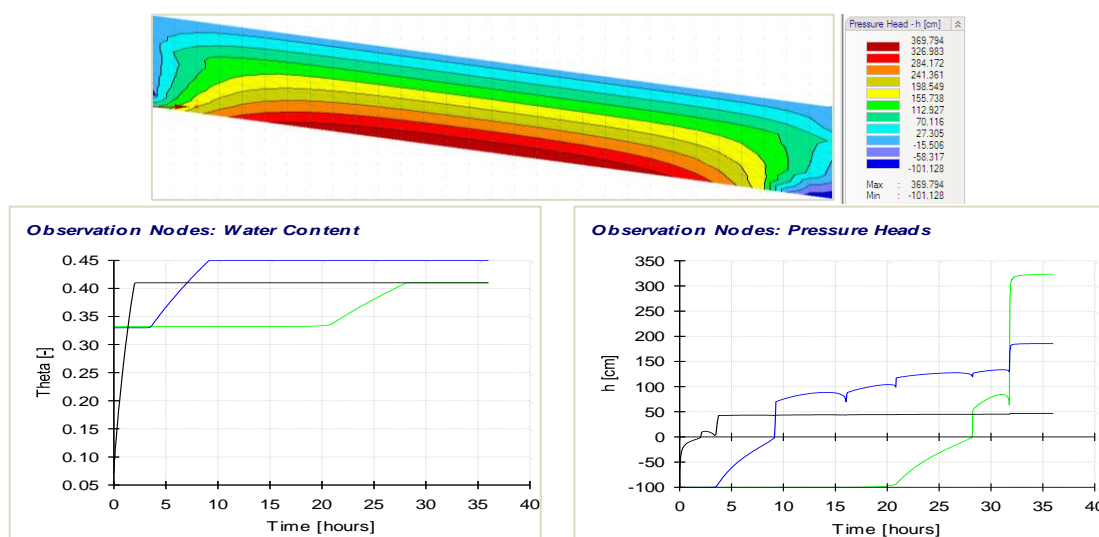 Pressure Head - h [cm]
369.794
326.983
284.172
241.361
198.549
155.738
112.927
70.116
27.305
-15.506
-58.317
-101.128
Max : 369.794
Min : -101.128
Observation Nodes: Water Content
0.45
0.40
0.35
0.30
0.25
0.20
0.15
0.10
0.05
Theta [-]
0 5 10 15 20 25 30 35 40
Time [hours]
Observation Nodes: Pressure Heads
350
300
250
200
150
100
50
0
-50
-100
h [cm]
0 5 10 15 20 25 30 35 40
Time [hours]